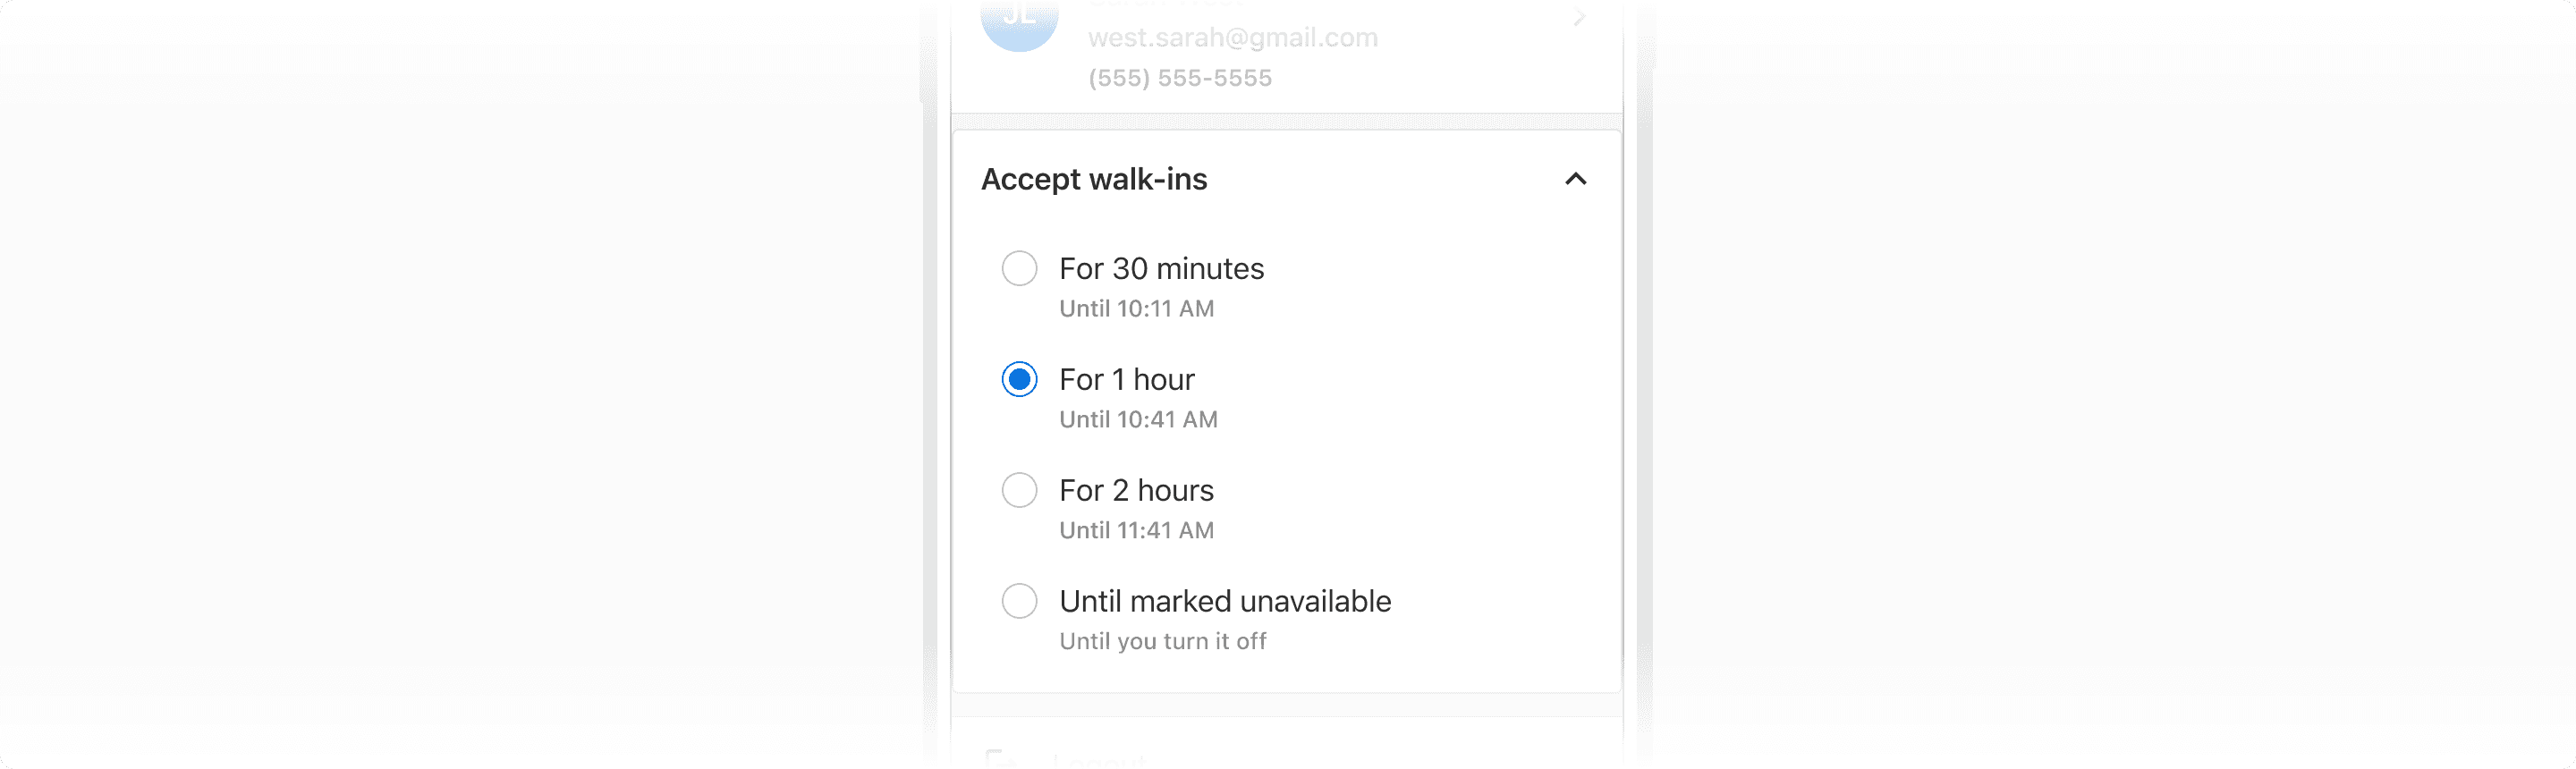 JL
west.sarah@gmail.com
(555) 555-5555
Accept walk-ins
For 30 minutes
Until 10:11 AM
For 1 hour
Until 10:41 AM
For 2 hours
Until 11:41 AM
Until marked unavailable
Until you turn it off
Logout